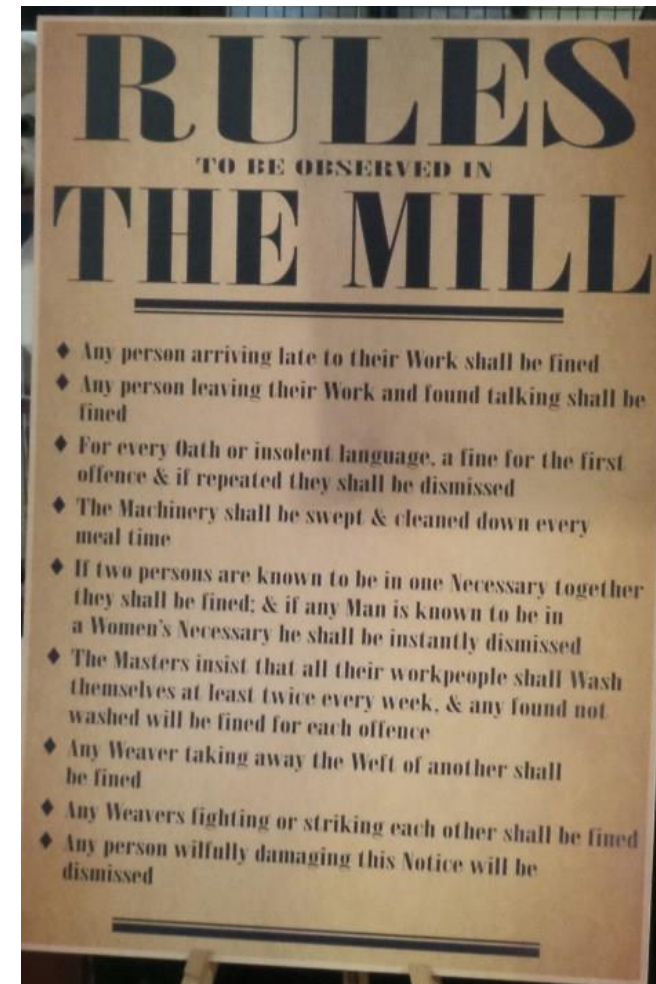 RULES
TO BE OBSERVED IN
THE MILL
♦ Any person arriving late to their Work shall be fined
♦ Any person leaving their Work and found talking shall be
fined
♦ For every Oath or insolent language, a fine for the first
offence & if repeated they shall be dismissed
♦ The Machinery shall be swept & cleaned down every
meal time
♦ If two persons are known to be in one Necessary together
they shall be fined; & if any Man is known to be in
a Women's Necessary he shall be instantly dismissed
♦ The Masters insist that all their workpeople shall Wash
themselves at least twice every week, & any found not
washed will be fined for each offence
♦ Any Weaver taking away the Weft of another shall
be fined
♦ Any Weavers fighting or striking each other shall be fined
♦ Any person wilfully damaging this Notice will be
dismissed